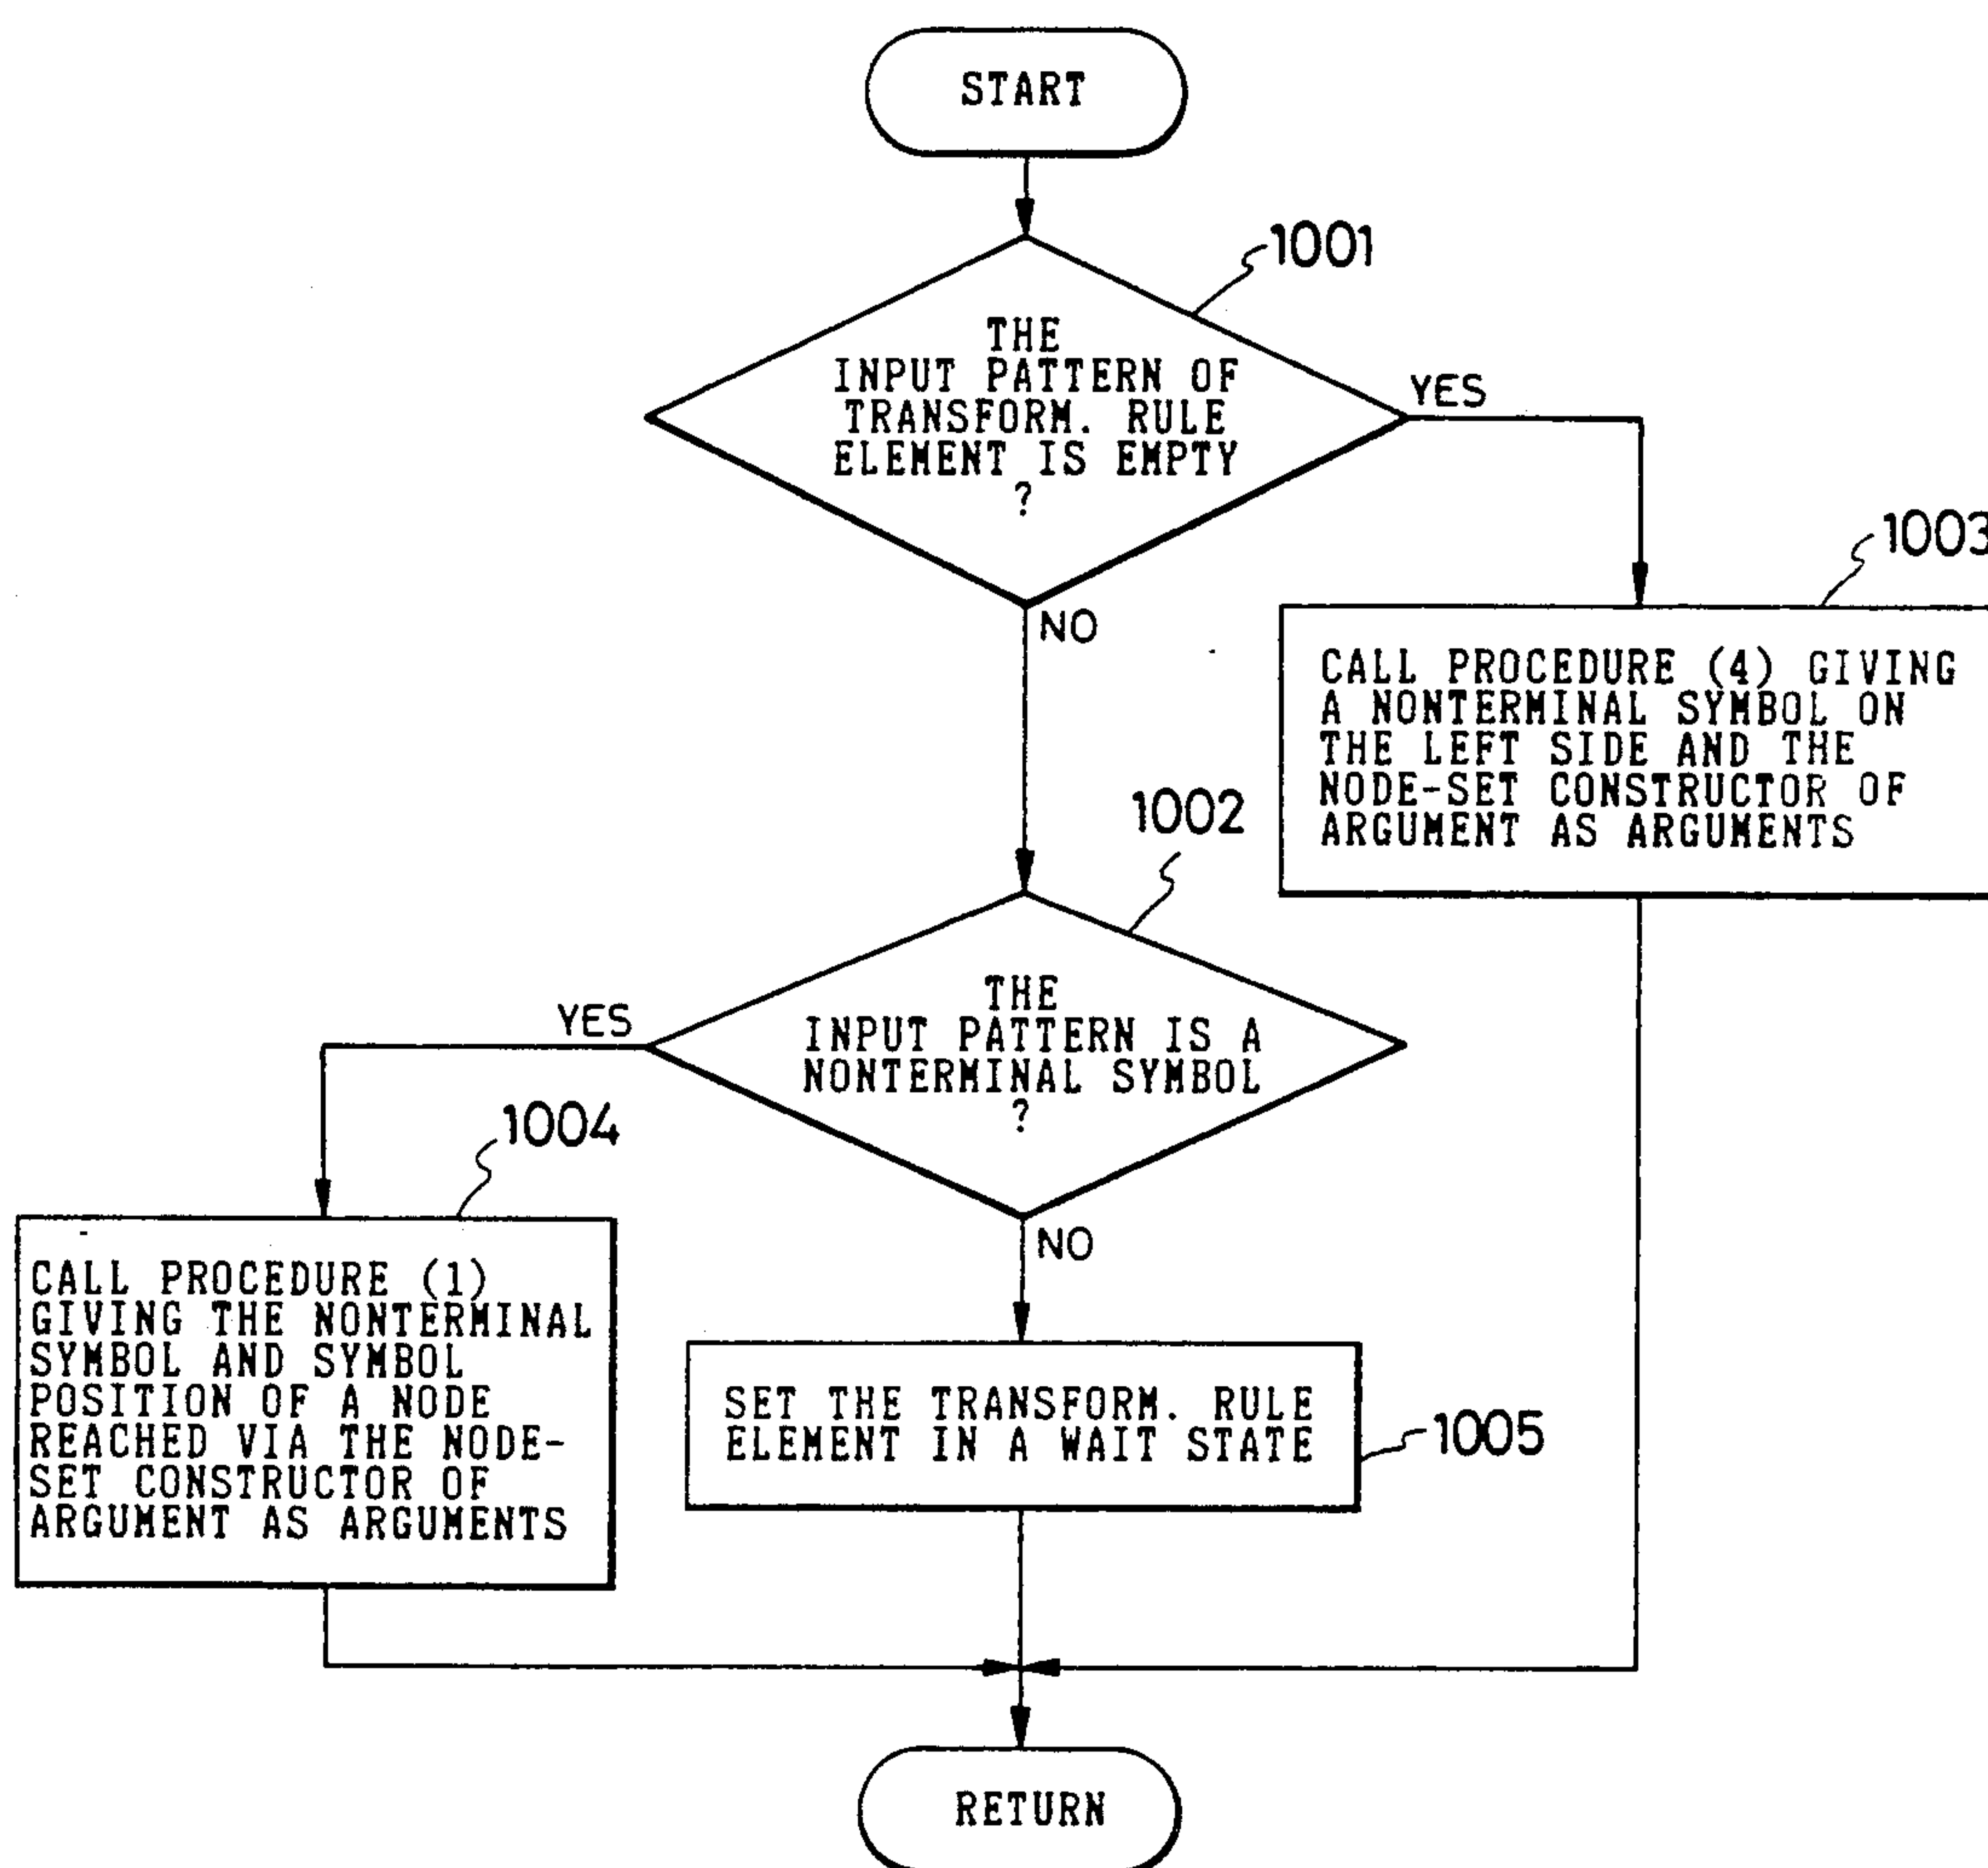 START
1001
THE
INPUT PATTERN OF
TRANSFORM. RULE
ELEMENT IS EMPTY
?
YES
NO
1003
CALL PROCEDURE (4) GIVING
A NONTERMINAL SYMBOL ON
THE LEFT SIDE AND THE
NODE-SET CONSTRUCTOR OF
ARGUMENT AS ARGUMENTS
1002
THE
INPUT PATTERN IS A
NONTERMINAL SYMBOL
?
YES
NO
1004
CALL PROCEDURE (1)
GIVING THE NONTERMINAL
SYMBOL AND SYMBOL
POSITION OF A NODE
REACHED VIA THE NODE-
SET CONSTRUCTOR OF
ARGUMENT AS ARGUMENTS
SET THE TRANSFORM. RULE
ELEMENT IN A WAIT STATE
1005
RETURN